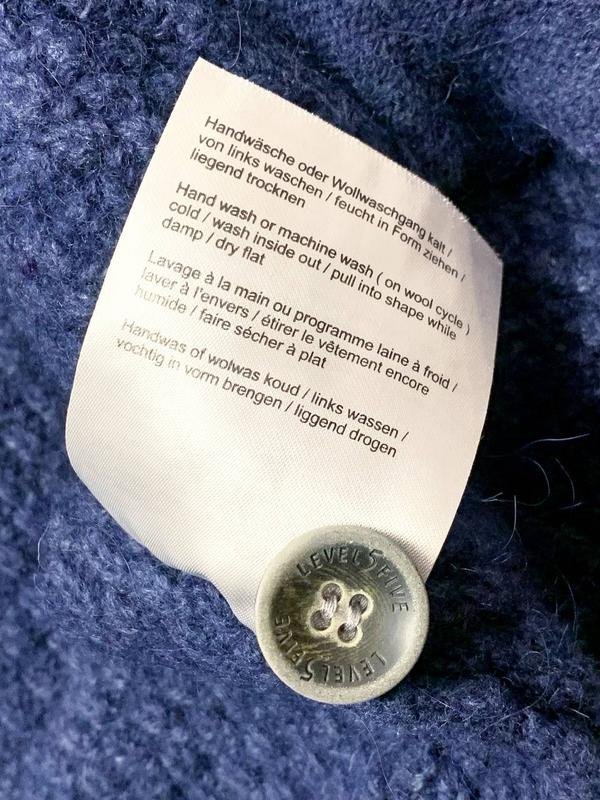 Handwäsche oder Wollwaschgang kalt /
von links waschen / feucht in Form ziehen /
liegend trocknen
Hand wash or machine wash ( on wool cycle )
cold / wash inside out / pull into shape while
damp / dry flat
Lavage à la main ou programme laine à froid /
laver à l'envers / étirer le vêtement encore
humide / faire sécher à plat
Handwas of wolwas koud / links wassen /
vochtig in vorm brengen / liggend drogen
LEVEL5FIVE
LEVEL5FIVE